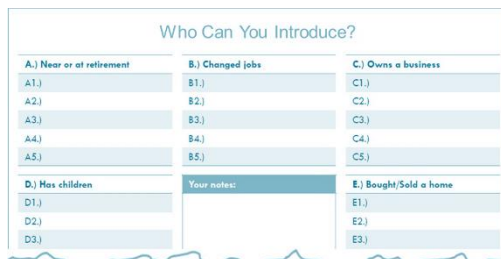 Who Can You Introduce?
A.) Near or at retirement
A1.)
A2.)
A3.)
A4.)
A5.)
B.) Changed jobs
B1.)
B2.)
B3.)
B4.)
B5.)
C.) Owns a business
C1.)
C2.)
C3.)
C4.)
C5.)
D.) Has children
D1.)
D2.)
D3.)
Your notes:
E.) Bought/Sold a home
E1.)
E2.)
E3.)